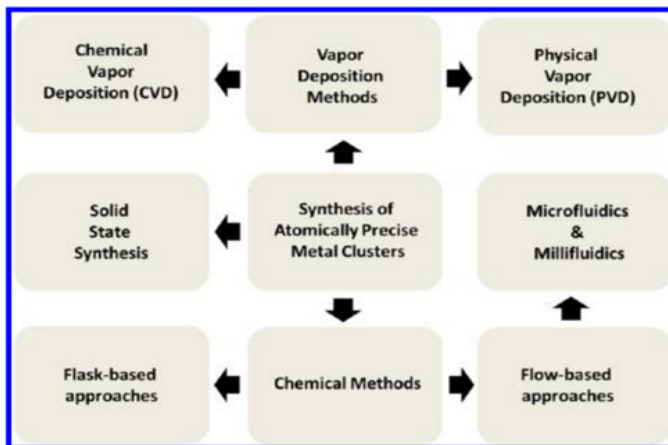 Chemical
Vapor
Deposition (CVD)
Vapor
Deposition
Methods
Physical
Vapor
Deposition (PVD)
Solid
State
Synthesis
Synthesis of
Atomically Precise
Metal Clusters
Microfluidics
&
Millifluidics
Flask-based
approaches
Chemical Methods
Flow-based
approaches